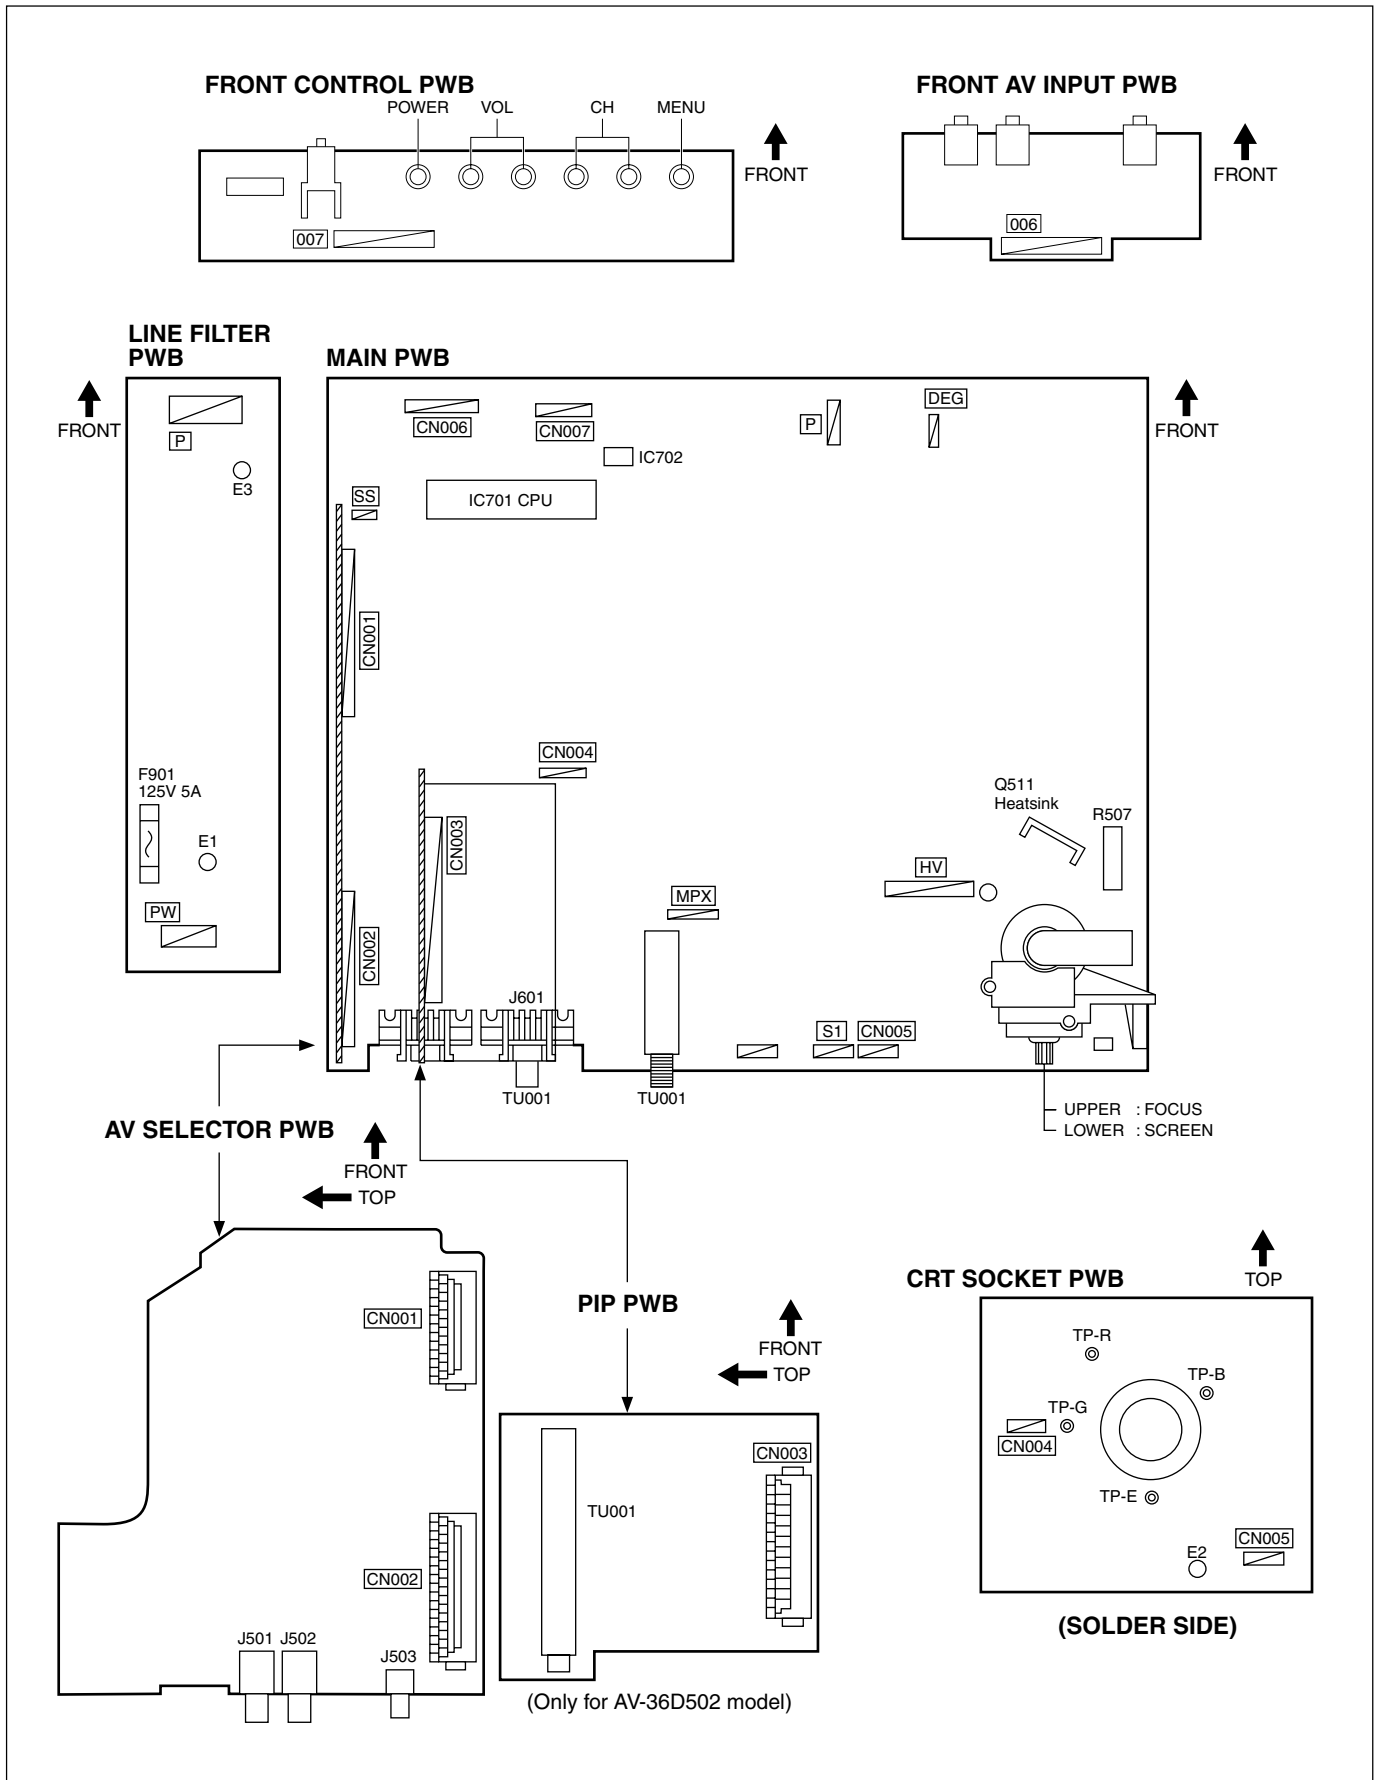 FRONT CONTROL PWB
POWER VOL CH MENU
FRONT
007
FRONT AV INPUT PWB
FRONT
006
LINE FILTER
PWB
FRONT
P
E3
F901
125V 5A
E1
PW
MAIN PWB
FRONT
CN006
CN007
P
DEG
IC702
IC701 CPU
SS
CN001
CN004
CN003
CN002
Q511
Heatsink
R507
HV
MPX
J601
S1
CN005
TU001
TU001
UPPER : FOCUS
LOWER : SCREEN
AV SELECTOR PWB
FRONT
TOP
CN001
CN002
J501
J502
J503
PIP PWB
FRONT
TOP
CN003
TU001
(Only for AV-36D502 model)
CRT SOCKET PWB
TOP
TP-R
TP-B
TP-G
CN004
TP-E
E2
CN005
(SOLDER SIDE)